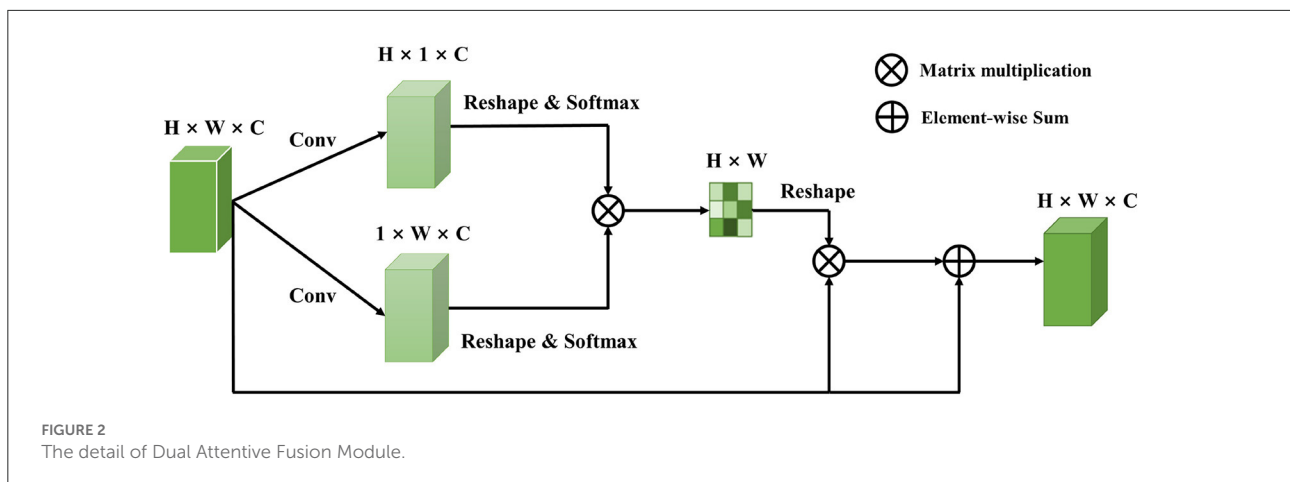 H × 1 × C
Matrix multiplication
Reshape & Softmax
Element-wise Sum
H × W × C
Conv
H × W
Reshape
H × W × C
1 × W × C
Conv
Reshape & Softmax
FIGURE 2
The detail of Dual Attentive Fusion Module.